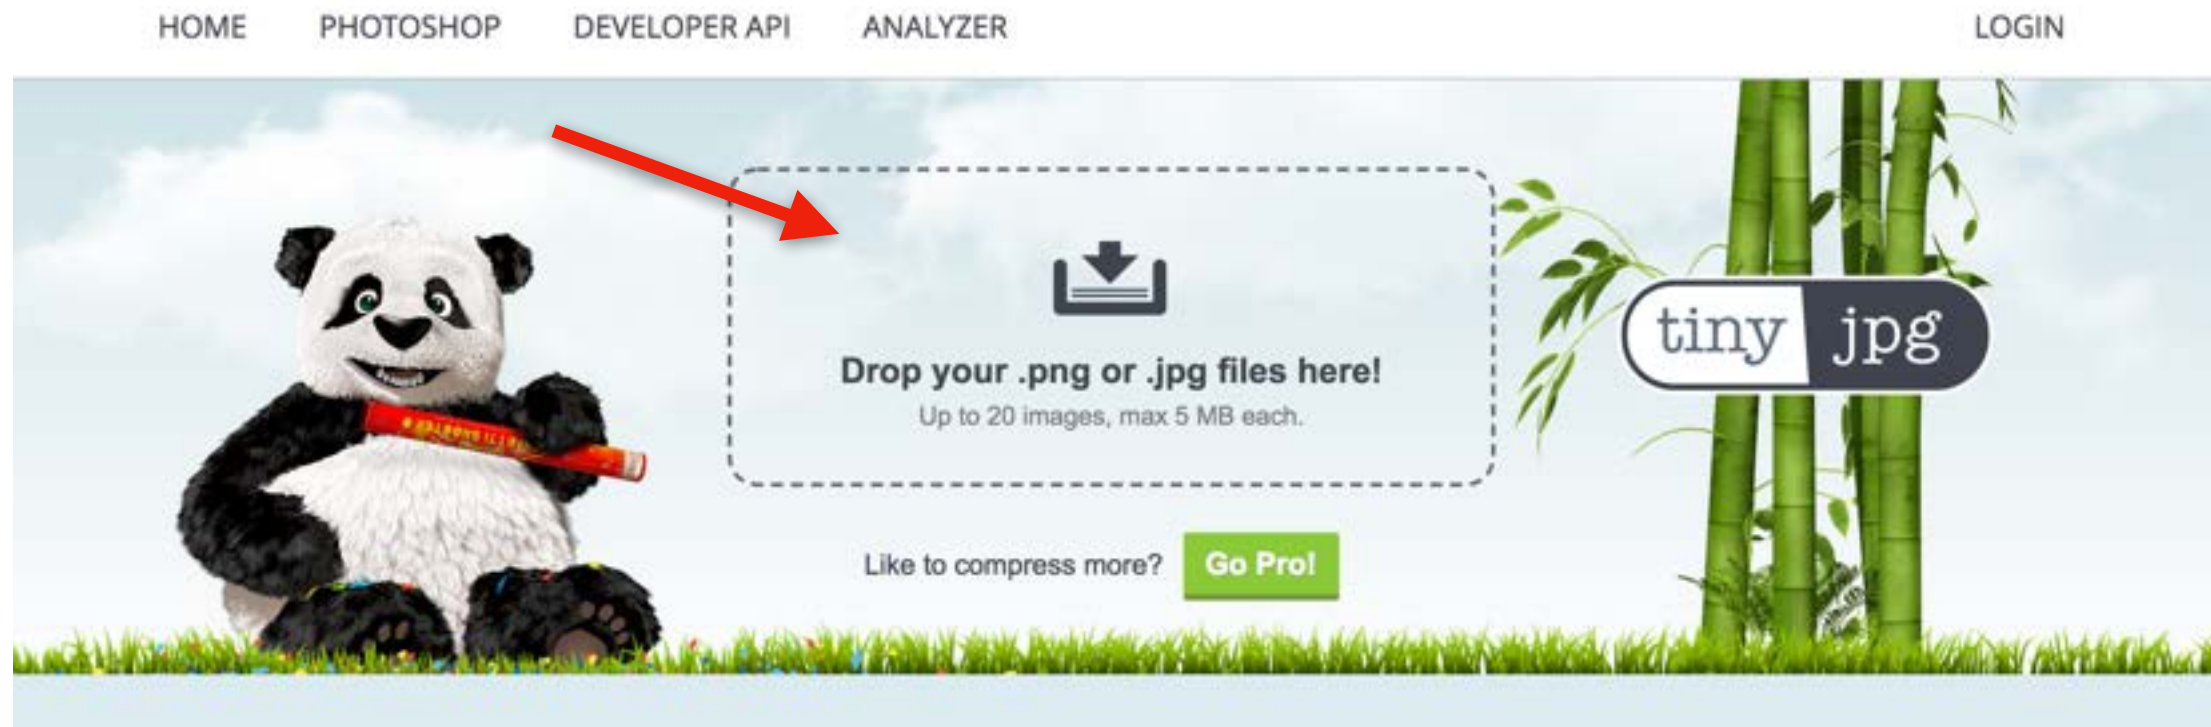 HOME PHOTOSHOP DEVELOPER API ANALYZER LOGIN
Drop your .png or .jpg files here!
Up to 20 images, max 5 MB each.
tiny jpg
Like to compress more? Go Pro!